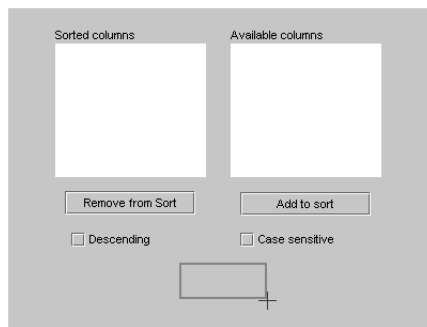 Sorted columns
Available columns
Remove from Sort
Add to sort
Descending
Case sensitive